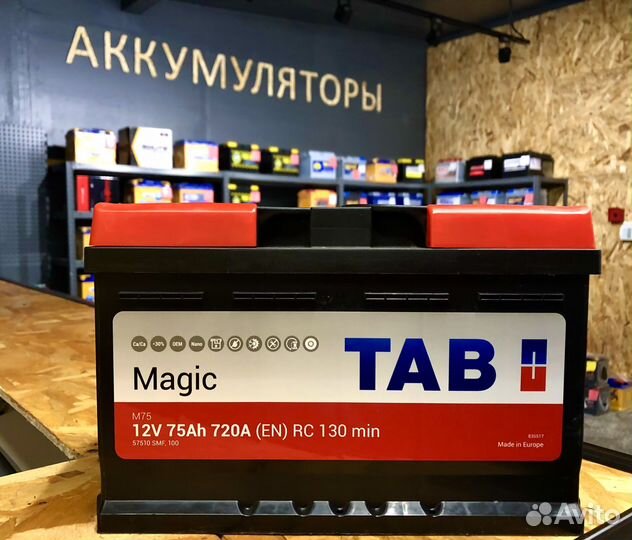 АККУМУЛЯТОРЫ
Ca/Ca +30% OEM Nano
Magic
TAB
M75
12V 75Ah 720A (EN) RC 130 min
57510 SMF, 100
Made in Europe
Avito